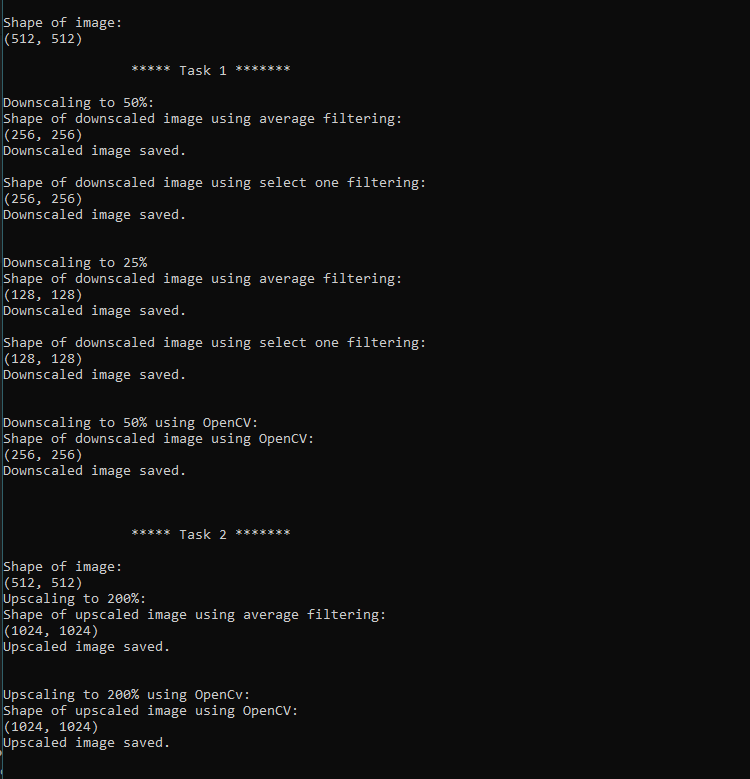 Shape of image:
(512, 512)
***** Task 1 *******
Downscaling to 50%:
Shape of downscaled image using average filtering:
(256, 256)
Downscaled image saved.
Shape of downscaled image using select one filtering:
(256, 256)
Downscaled image saved.
Downscaling to 25%
Shape of downscaled image using average filtering:
(128, 128)
Downscaled image saved.
Shape of downscaled image using select one filtering:
(128, 128)
Downscaled image saved.
Downscaling to 50% using OpenCV:
Shape of downscaled image using OpenCV:
(256, 256)
Downscaled image saved.
***** Task 2 *******
Shape of image:
(512, 512)
Upscaling to 200%:
Shape of upscaled image using average filtering:
(1024, 1024)
Upscaled image saved.
Upscaling to 200% using OpenCv:
Shape of upscaled image using OpenCV:
(1024, 1024)
Upscaled image saved.